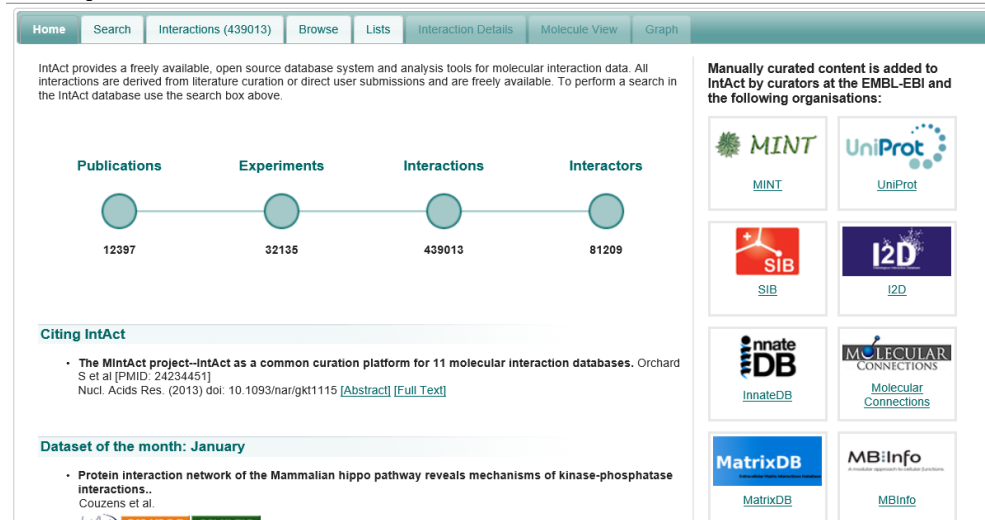 Home Search Interactions (439013) Browse Lists Interaction Details Molecule View Graph
IntAct provides a freely available, open source database system and analysis tools for molecular interaction data. All
interactions are derived from literature curation or direct user submissions and are freely available. To perform a search in
the IntAct database use the search box above.
Publications Experiments Interactions Interactors
12397 32135 439013 81209
Citing IntAct
• The MIntAct project--IntAct as a common curation platform for 11 molecular interaction databases. Orchard
S et al [PMID: 24234451]
Nucl. Acids Res. (2013) doi: 10.1093/nar/gkt1115 [Abstract] [Full Text]
Dataset of the month: January
• Protein interaction network of the Mammalian hippo pathway reveals mechanisms of kinase-phosphatase
interactions..
Couzens et al.
Manually curated content is added to
IntAct by curators at the EMBL-EBI and
the following organisations:
MINT UniProt
MINT UniProt
SIB I2D
SIB I2D
Innate DB MOLECULAR CONNECTIONS
InnateDB Molecular
Connections
MatrixDB MB Info
MatrixDB MBInfo